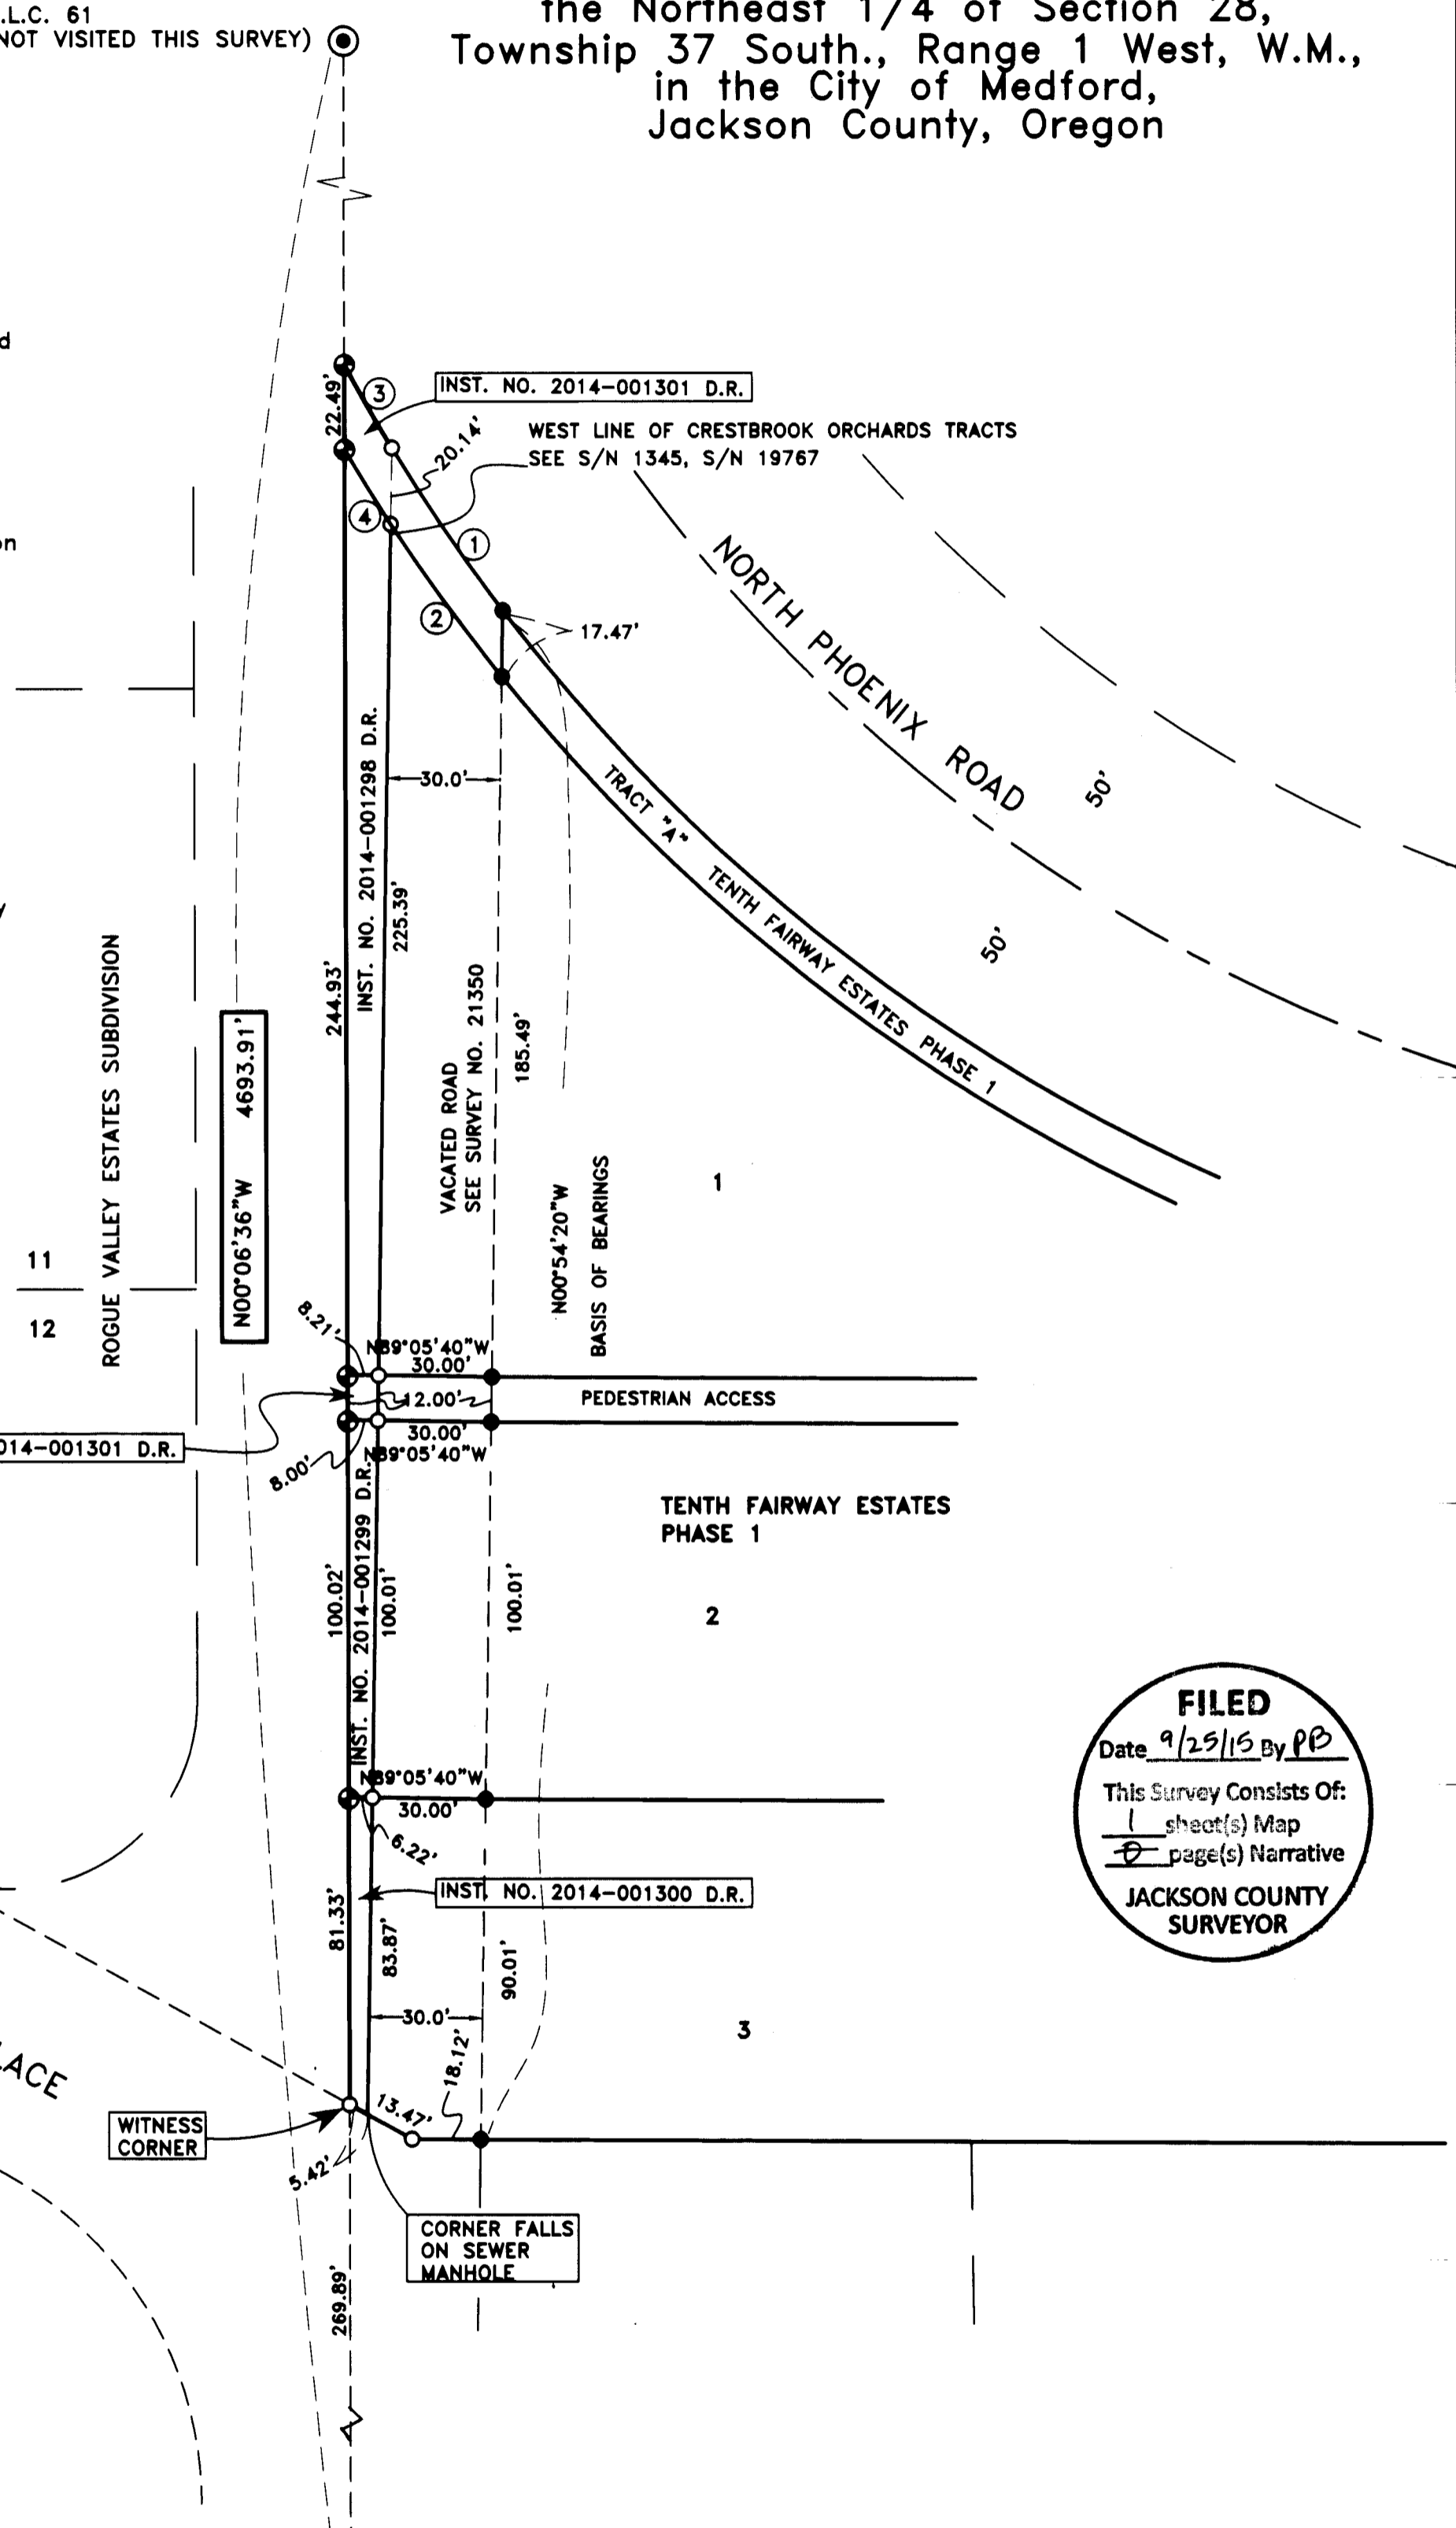 .L.C. 61
NOT VISITED THIS SURVEY)
the Northeast 1/4 of Section 28,
Township 37 South., Range 1 West, W.M.,
in the City of Medford,
Jackson County, Oregon
d
22.49'
3
INST. NO. 2014-001301 D.R.
20.14'
WEST LINE OF CRESTBROOK ORCHARDS TRACTS
SEE S/N 1345, S/N 19767
4
1
on
2
17.47'
NORTH PHOENIX ROAD
50'
50'
30.0'
TRACT "A" TENTH FAIRWAY ESTATES PHASE 1
INST. NO. 2014-001298 D.R.
225.39'
244.93'
y
ROGUE VALLEY ESTATES SUBDIVISION
N00°06'36"W 4693.91'
VACATED ROAD
SEE SURVEY NO. 21350
185.49'
N00°54'20"W
BASIS OF BEARINGS
1
11
12
8.21'
N89°05'40"W
30.00'
12.00'
PEDESTRIAN ACCESS
014-001301 D.R.
30.00'
N89°05'40"W
8.00'
TENTH FAIRWAY ESTATES
PHASE 1
100.02'
INST. NO. 2014-001299 D.R.
100.01'
100.01'
2
FILED
Date 9/25/15 By PB
This Survey Consists Of:
1 sheet(s) Map
0 page(s) Narrative
JACKSON COUNTY
SURVEYOR
N89°05'40"W
30.00'
6.22'
INST. NO. 2014-001300 D.R.
81.33'
83.87'
90.01'
30.0'
18.12'
3
LACE
13.47'
WITNESS
CORNER
5.42'
CORNER FALLS
ON SEWER
MANHOLE
269.89'